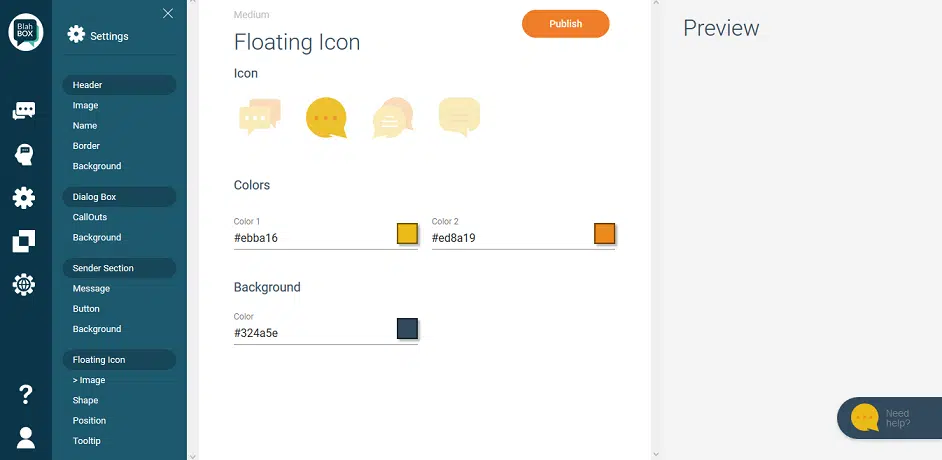 Blah
BOX
Settings
Header
Image
Name
Border
Background
Dialog Box
CallOuts
Background
Sender Section
Message
Button
Background
Floating Icon
> Image
Shape
Position
Tooltip
Medium
Publish
Floating Icon
Icon
Colors
Color 1
Color 2
#ebba16
#ed8a19
Background
Color
#324a5e
Preview
Need
help?